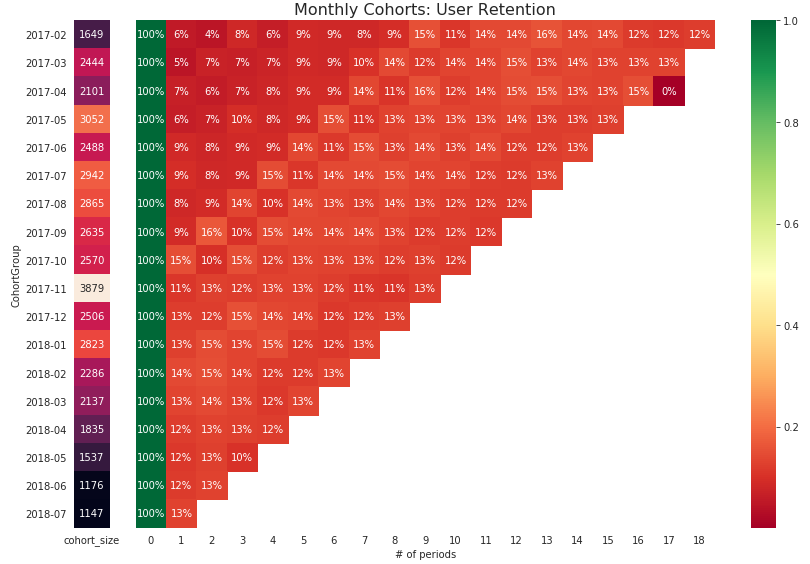 Monthly Cohorts: User Retention
2017-02 1649 100% 6% 4% 8% 6% 9% 9% 8% 9% 15% 11% 14% 14% 16% 14% 14% 12% 12% 12%
2017-03 2444 100% 5% 7% 7% 7% 9% 9% 10% 14% 12% 14% 14% 15% 13% 14% 13% 13% 13%
2017-04 2101 100% 7% 6% 7% 8% 9% 9% 14% 11% 16% 12% 14% 15% 15% 13% 13% 15% 0%
2017-05 3052 100% 6% 7% 10% 8% 9% 15% 11% 13% 13% 13% 13% 14% 13% 13% 13%
2017-06 2488 100% 9% 8% 9% 9% 14% 11% 15% 13% 14% 13% 14% 12% 12% 13%
2017-07 2942 100% 9% 8% 9% 15% 11% 14% 14% 15% 14% 14% 12% 12% 13%
2017-08 2865 100% 8% 9% 14% 10% 14% 13% 13% 14% 13% 12% 12% 12%
2017-09 2635 100% 9% 16% 10% 15% 14% 14% 14% 13% 12% 12% 12%
2017-10 2570 100% 15% 10% 15% 12% 13% 13% 13% 12% 13% 12%
2017-11 3879 100% 11% 13% 12% 13% 13% 12% 11% 11% 13%
2017-12 2506 100% 13% 12% 15% 14% 14% 12% 12% 13%
2018-01 2823 100% 13% 15% 13% 15% 12% 12% 13%
2018-02 2286 100% 14% 15% 14% 12% 12% 13%
2018-03 2137 100% 13% 14% 13% 12% 13%
2018-04 1835 100% 12% 13% 13% 12%
2018-05 1537 100% 12% 13% 10%
2018-06 1176 100% 12% 13%
2018-07 1147 100% 13%
CohortGroup
cohort_size 0 1 2 3 4 5 6 7 8 9 10 11 12 13 14 15 16 17 18
# of periods
1.0
0.8
0.6
0.4
0.2